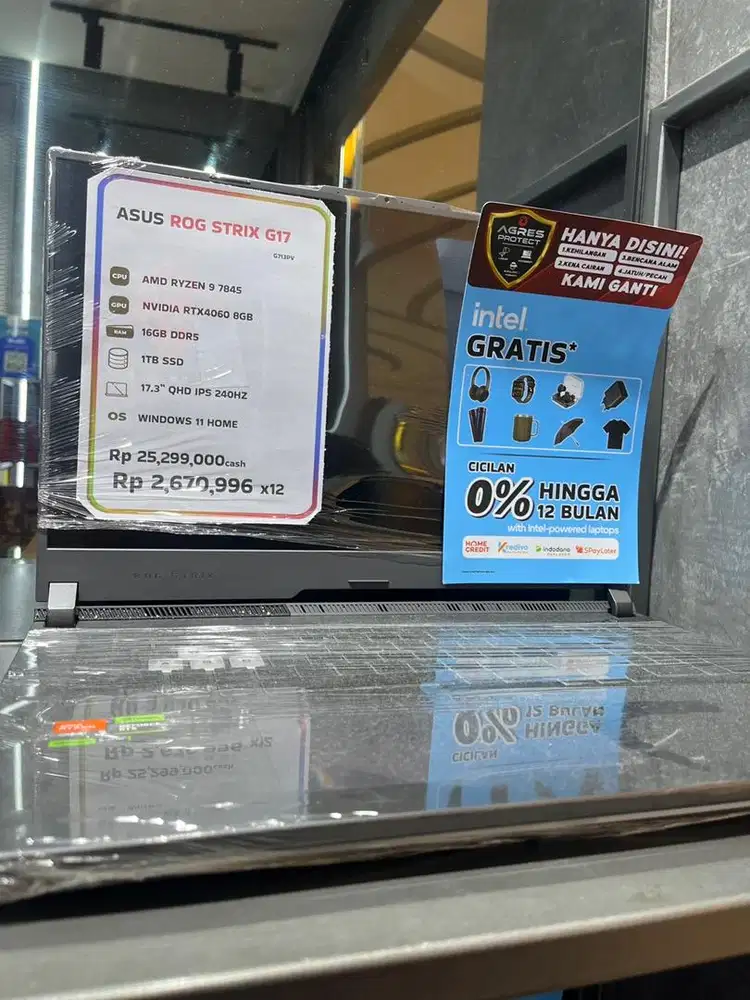 ASUS ROG STRIX G17
G713PV
CPU AMD RYZEN 9 7845
GPU NVIDIA RTX4060 8GB
RAM 16GB DDR5
1TB SSD
17.3" QHD IPS 240HZ
OS WINDOWS 11 HOME
Rp 25,299,000cash
Rp 2,670,996 x12
AGRES
PROTECT
HANYA DISINI!
1.KEHILANGAN
3.BENCANA ALAM
2.KENA CAIRAN
4.JATUH/PECAH
KAMI GANTI
intel
GRATIS*
CICILAN
0% HINGGA
12 BULAN
with Intel-powered laptops
HOME
CREDIT
Kredivo
indodana
SPayLater
ROG STRIX